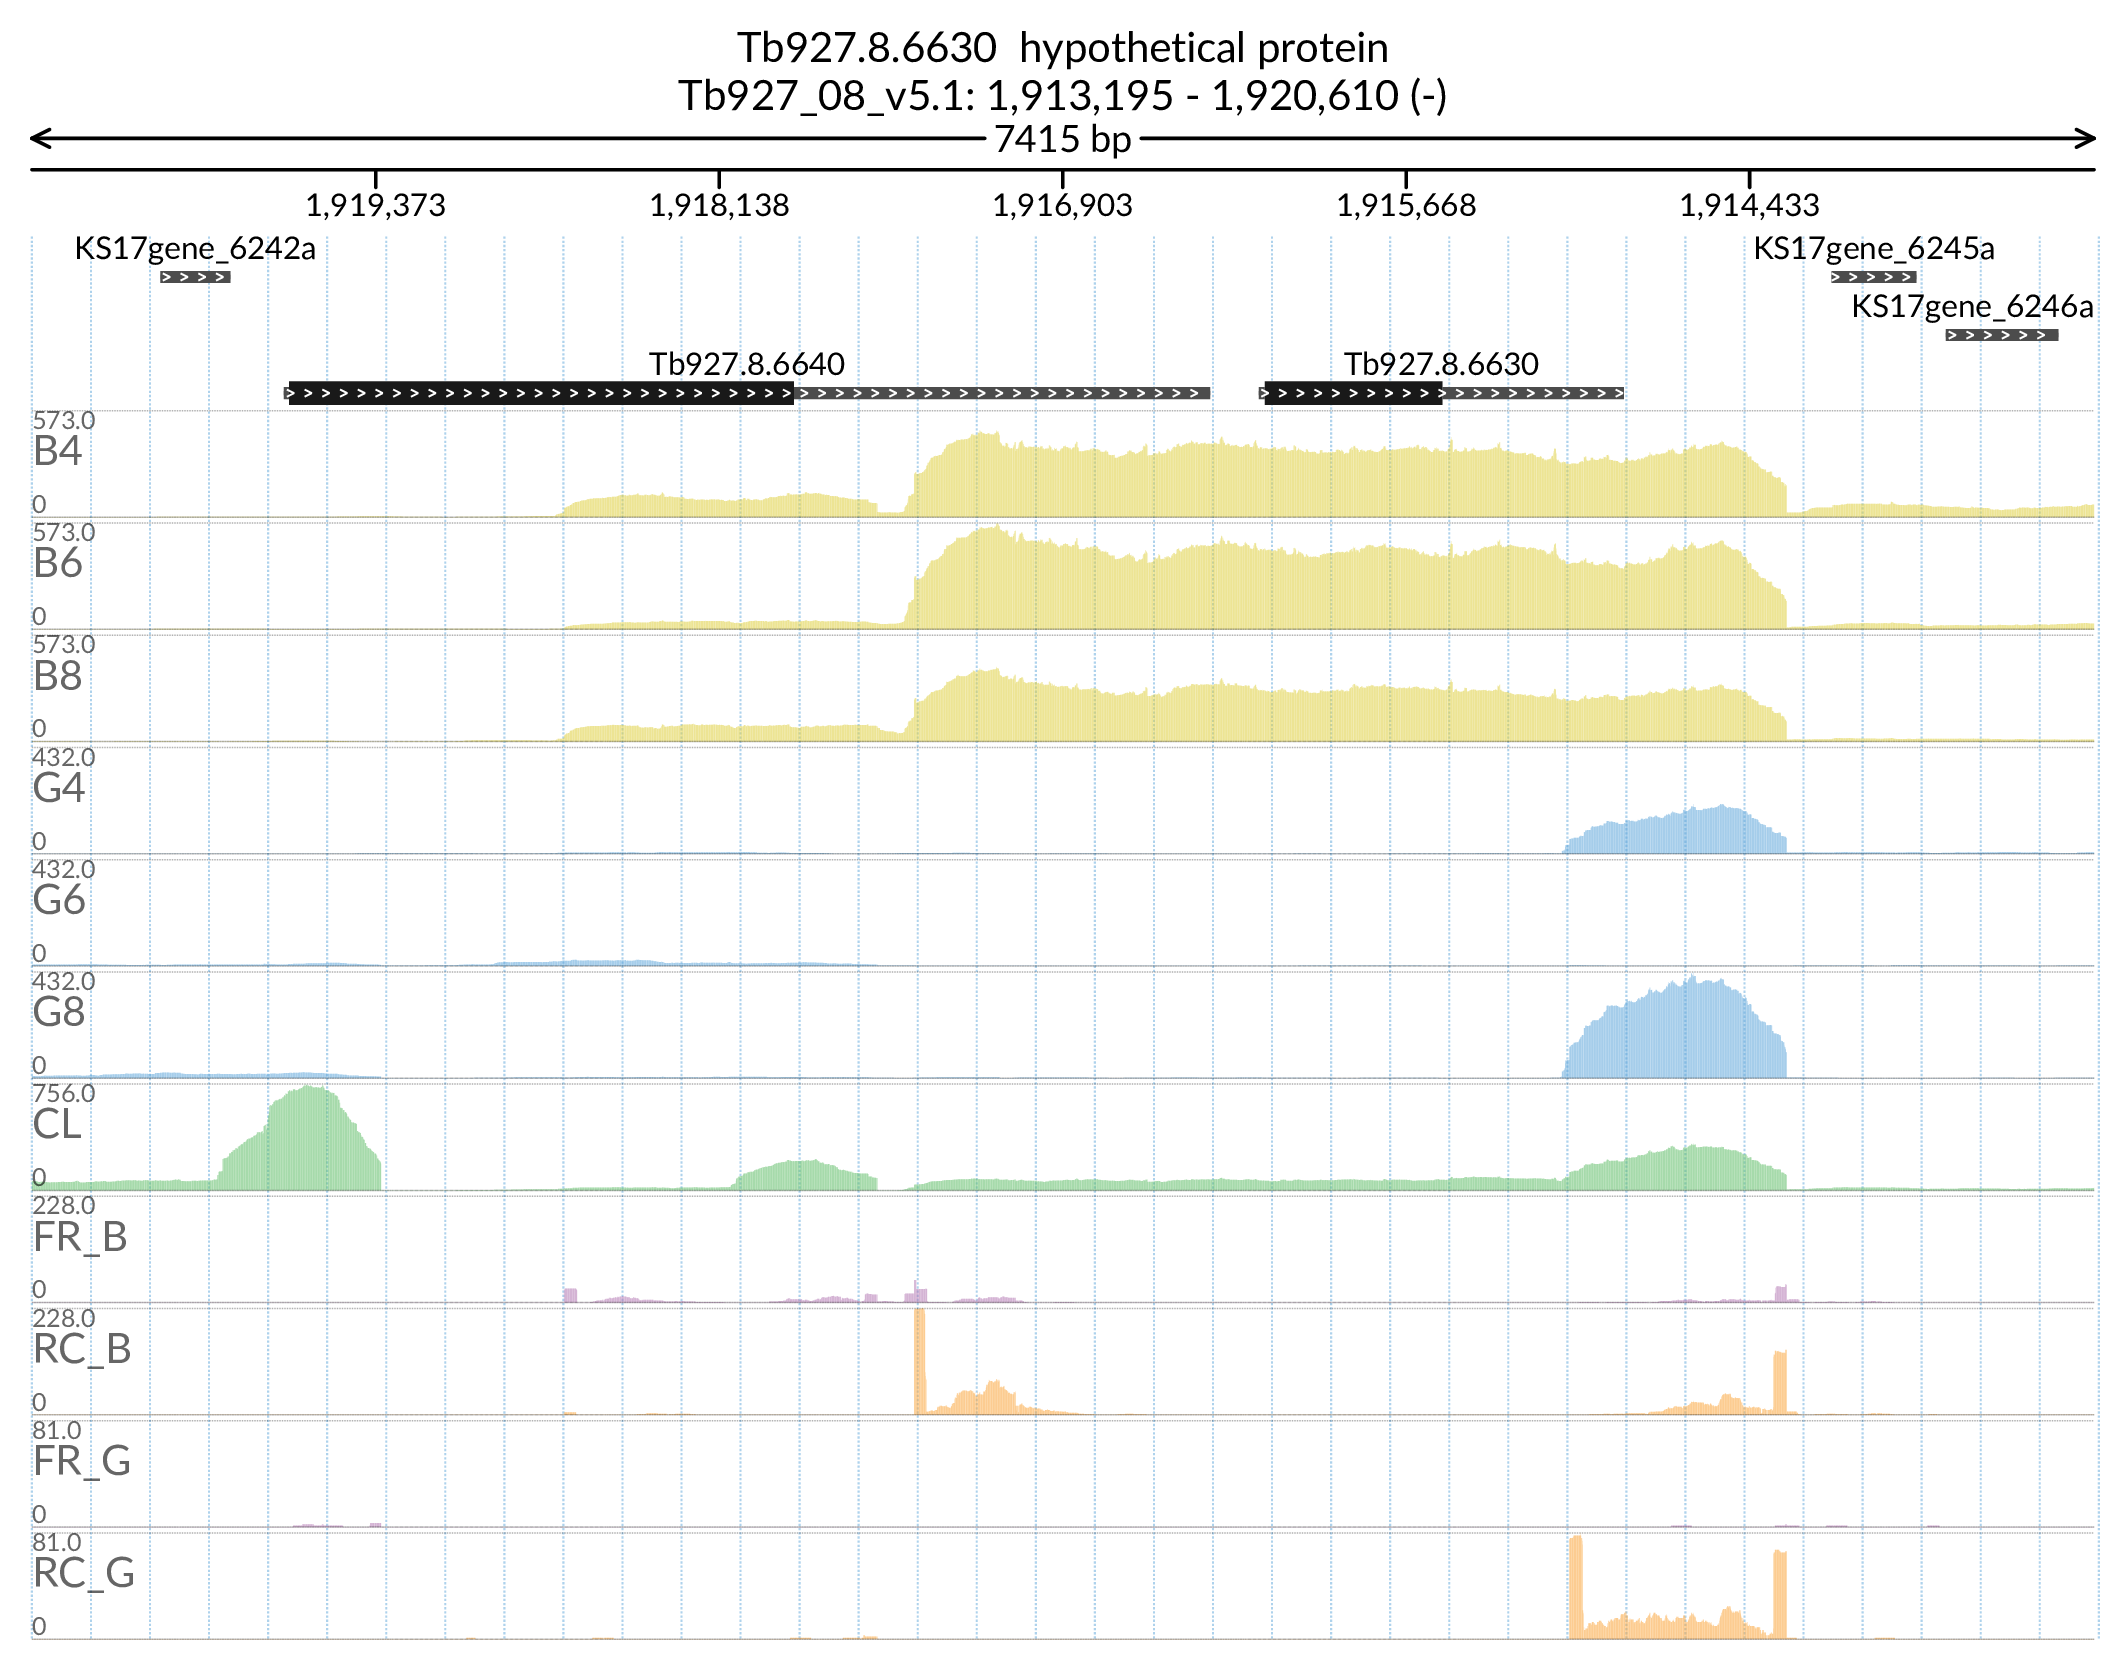 Tb927.8.6630  hypothetical protein
Tb927_08_v5.1: 1,913,195 - 1,920,610 (-)
7415 bp
1,919,373 1,918,138 1,916,903 1,915,668 1,914,433
KS17gene_6242a KS17gene_6245a
KS17gene_6246a
Tb927.8.6640 Tb927.8.6630
573.0
B4
0
573.0
B6
0
573.0
B8
0
432.0
G4
0
432.0
G6
0
432.0
G8
0
756.0
CL
0
228.0
FR_B
0
228.0
RC_B
0
81.0
FR_G
0
81.0
RC_G
0